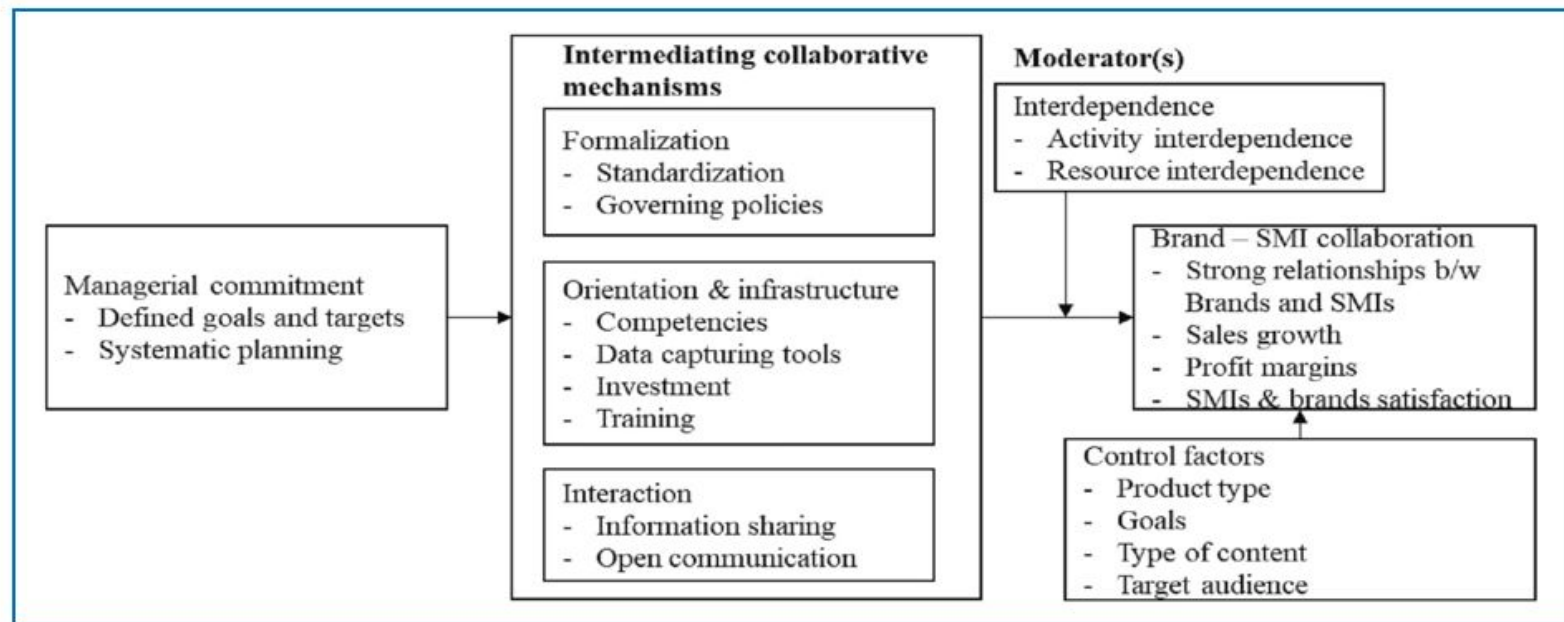 Managerial commitment
- Defined goals and targets
- Systematic planning
Intermediating collaborative
mechanisms
Formalization
- Standardization
- Governing policies
Orientation & infrastructure
- Competencies
- Data capturing tools
- Investment
- Training
Interaction
- Information sharing
- Open communication
Moderator(s)
Interdependence
- Activity interdependence
- Resource interdependence
Brand – SMI collaboration
- Strong relationships b/w
Brands and SMIs
- Sales growth
- Profit margins
- SMIs & brands satisfaction
Control factors
- Product type
- Goals
- Type of content
- Target audience